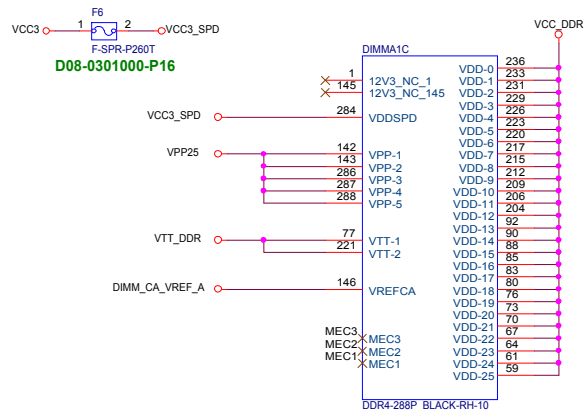 F6
VCC3 1 2 VCC3_SPD
F-SPR-P260T
D08-0301000-P16
VCC_DDR
DIMMA1C
1 12V3_NC_1
145 12V3_NC_145
VCC3_SPD 284 VDDSPD
VPP25 142 VPP-1
143 VPP-2
286 VPP-3
287 VPP-4
288 VPP-5
VTT_DDR 77 VTT-1
221 VTT-2
DIMM_CA_VREF_A 146 VREFCA
MEC3 MEC3
MEC2 MEC2
MEC1 MEC1
VDD-0 236
VDD-1 233
VDD-2 231
VDD-3 229
VDD-4 226
VDD-5 223
VDD-6 220
VDD-7 217
VDD-8 215
VDD-9 212
VDD-10 209
VDD-11 206
VDD-12 204
VDD-13 92
VDD-14 90
VDD-15 88
VDD-16 85
VDD-17 83
VDD-18 80
VDD-19 76
VDD-20 73
VDD-21 70
VDD-22 67
VDD-23 64
VDD-24 61
VDD-25 59
DDR4-288P_BLACK-RH-10